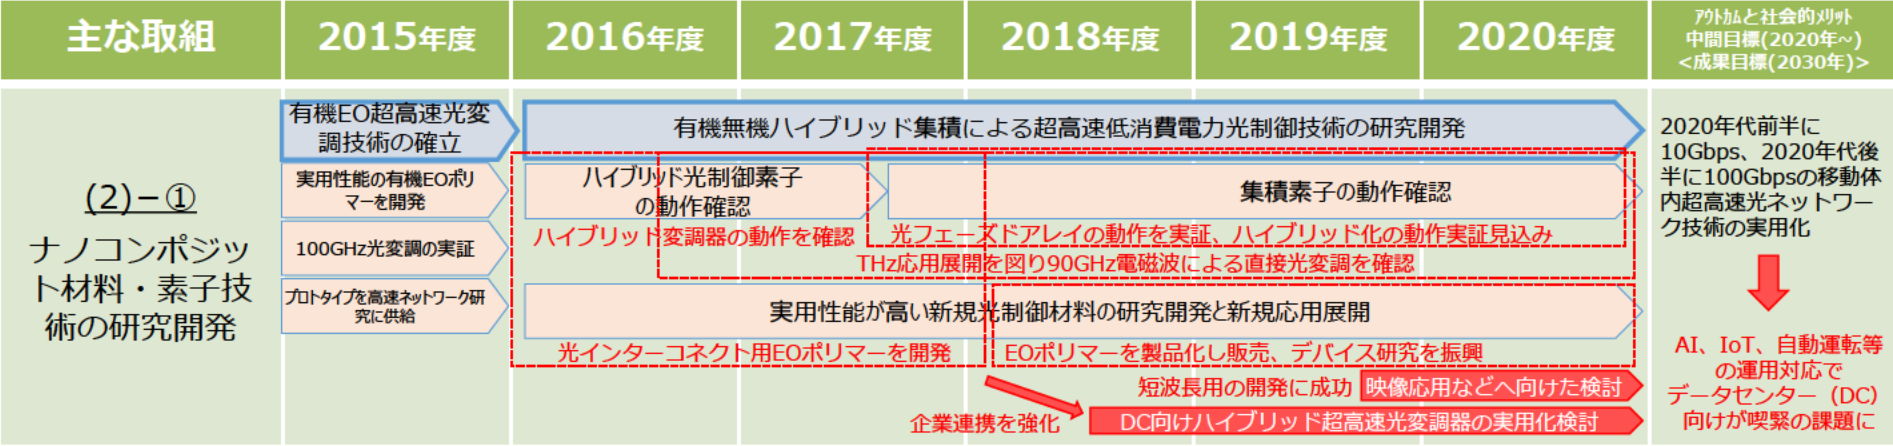 主な取組
2015年度
2016年度
2017年度
2018年度
2019年度
2020年度
ｱｳﾄｶﾑと社会的ﾒﾘｯﾄ
中間目標(2020年~)
<成果目標(2030年)>
(2)－①
ナノコンポジッ
ト材料・素子技
術の研究開発
有機EO超高速光変
調技術の確立
有機無機ハイブリッド集積による超高速低消費電力光制御技術の研究開発
実用性能の有機EOポリ
マーを開発
ハイブリッド光制御素子
の動作確認
集積素子の動作確認
ハイブリッド変調器の動作を確認
光フェーズドアレイの動作を実証、ハイブリッド化の動作実証見込み
100GHz光変調の実証
THz応用展開を図り90GHz電磁波による直接光変調を確認
プロトタイプを高速ネットワーク研
究に供給
実用性能が高い新規光制御材料の研究開発と新規応用展開
光インターコネクト用EOポリマーを開発
EOポリマーを製品化し販売、デバイス研究を振興
短波長用の開発に成功
映像応用などへ向けた検討
企業連携を強化
DC向けハイブリッド超高速光変調器の実用化検討
2020年代前半に
10Gbps、2020年代後
半に100Gbpsの移動体
内超高速光ネットワー
ク技術の実用化
AI、IoT、自動運転等
の運用対応で
データセンター（DC）
向けが喫緊の課題に